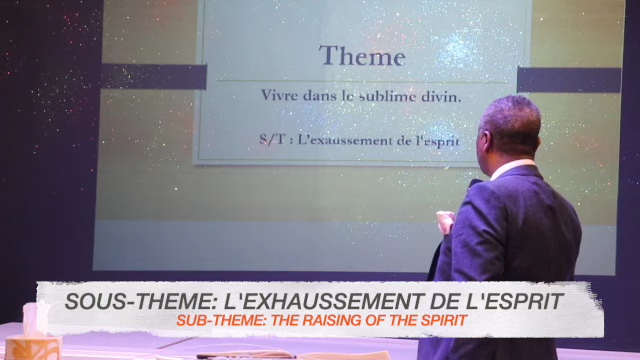 Theme
Vivre dans le sublime divin.
S/T : L'exaussement de l'esprit
SOUS-THEME: L'EXHAUSSEMENT DE L'ESPRIT
SUB-THEME: THE RAISING OF THE SPIRIT